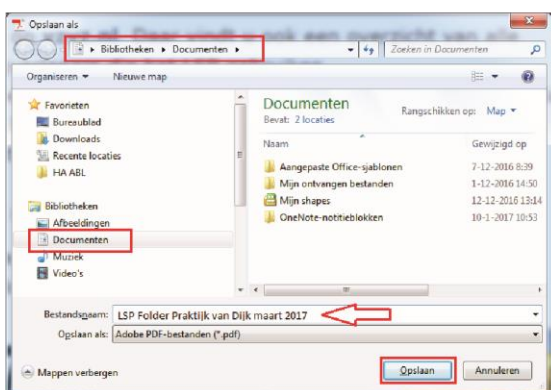 Opslaan als
Bibliotheken ▸ Documenten ▸
Zoeken in Documenten
Organiseren ▾ Nieuwe map
Favorieten
Bureaublad
Downloads
Recente locaties
HA ABL
Bibliotheken
Afbeeldingen
Documenten
Muziek
Video's
Documenten
Bevat: 2 locaties
Rangschikken op: Map ▾
Naam Gewijzigd op
Aangepaste Office-sjablonen 7-12-2016 8:39
Mijn ontvangen bestanden 1-12-2016 14:50
Mijn shapes 12-12-2016 13:14
OneNote-notitieblokken 10-1-2017 10:53
Bestandsnaam: LSP Folder Praktijk van Dijk maart 2017
Opslaan als: Adobe PDF-bestanden (*.pdf)
Mappen verbergen
Opslaan
Annuleren